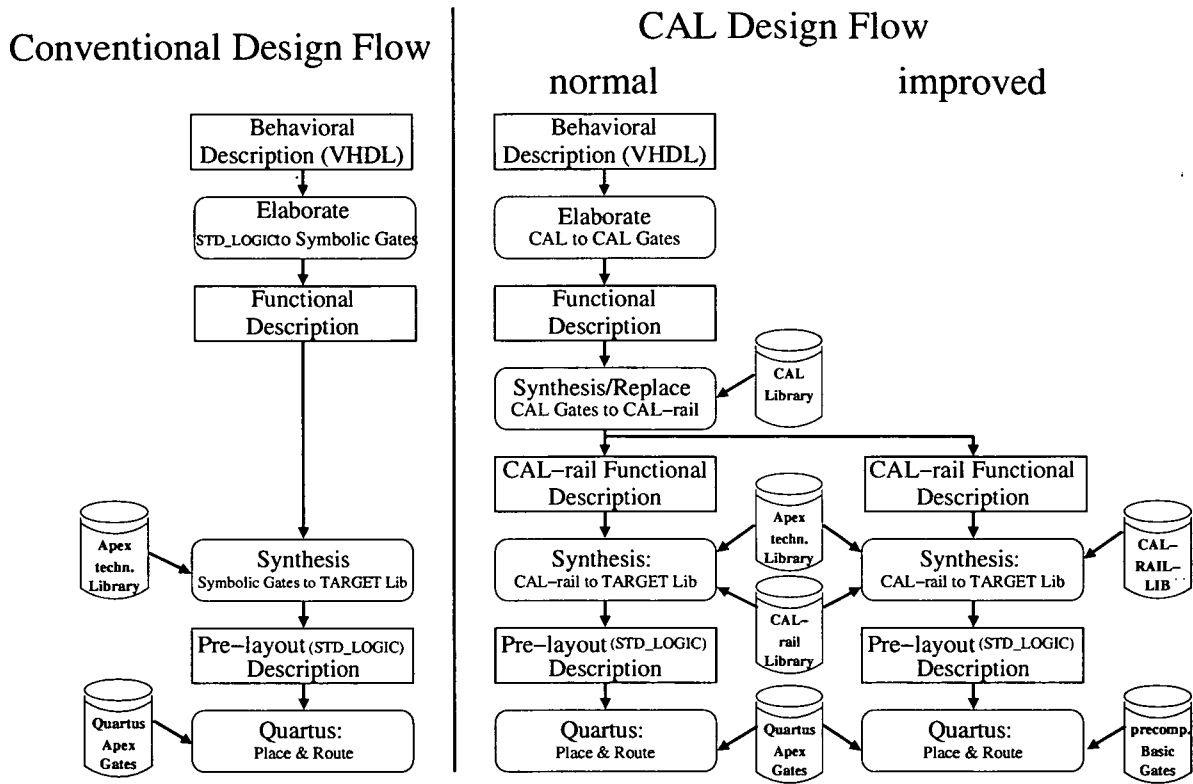 Conventional Design Flow
Behavioral
Description (VHDL)
Elaborate
STD_LOGICto Symbolic Gates
Functional
Description
Apex
techn.
Library
Synthesis
Symbolic Gates to TARGET Lib
Pre-layout (STD_LOGIC)
Description
Quartus
Apex
Gates
Quartus:
Place & Route
CAL Design Flow
normal
improved
Behavioral
Description (VHDL)
Elaborate
CAL to CAL Gates
Functional
Description
Synthesis/Replace
CAL Gates to CAL-rail
CAL
Library
CAL-rail Functional
Description
Apex
techn.
Library
CAL-rail Functional
Description
Synthesis:
CAL-rail to TARGET Lib
Synthesis:
CAL-rail to TARGET Lib
CAL-
RAIL-
LIB
CAL-
rail
Library
Pre-layout (STD_LOGIC)
Description
Pre-layout (STD_LOGIC)
Description
Quartus:
Place & Route
Quartus
Apex
Gates
Quartus:
Place & Route
precomp.
Basic
Gates